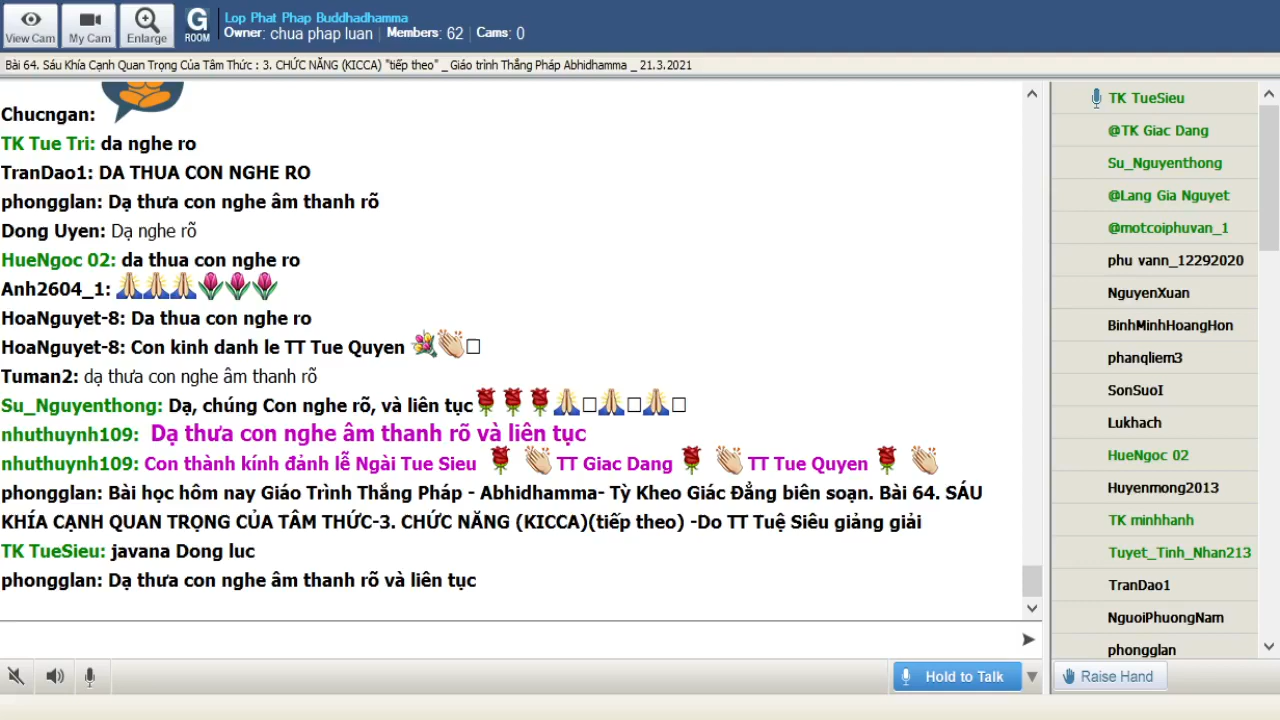 View Cam
My Cam
Enlarge
G
ROOM
Lop Phat Phap Buddhadhamma
Owner: chua phap luan Members: 62 Cams: 0
Bài 64. Sáu Khía Cạnh Quan Trọng Của Tâm Thức : 3. CHỨC NĂNG (KICCA) "tiếp theo" _ Giáo trình Thắng Pháp Abhidhamma _ 21.3.2021
Chucngan:
TK Tue Tri: da nghe ro
TranDao1: DA THUA CON NGHE RO
phongglan: Dạ thưa con nghe âm thanh rõ
Dong Uyen: Dạ nghe rõ
HueNgoc 02: da thua con nghe ro
Anh2604_1: 🙏🙏🙏🌷🌷🌷
HoaNguyet-8: Da thua con nghe ro
HoaNguyet-8: Con kinh danh le TT Tue Quyen 💐👏□
Tuman2: dạ thưa con nghe âm thanh rõ
Su_Nguyenthong: Dạ, chúng Con nghe rõ, và liên tục🌹🌹🌹🙏□🙏□🙏□
nhuthuynh109: Dạ thưa con nghe âm thanh rõ và liên tục
nhuthuynh109: Con thành kính đảnh lễ Ngài Tue Sieu 🌹 👏TT Giac Dang 🌹 👏 TT Tue Quyen 🌹 👏
phongglan: Bài học hôm nay Giáo Trình Thắng Pháp - Abhidhamma- Tỳ Kheo Giác Đẳng biên soạn. Bài 64. SÁU
KHÍA CẠNH QUAN TRỌNG CỦA TÂM THỨC-3. CHỨC NĂNG (KICCA)(tiếp theo) -Do TT Tuệ Siêu giảng giải
TK TueSieu: javana Dong luc
phongglan: Dạ thưa con nghe âm thanh rõ và liên tục
Hold to Talk
TK TueSieu
@TK Giac Dang
Su_Nguyenthong
@Lang Gia Nguyet
@motcoiphuvan_1
phu vann_12292020
NguyenXuan
BinhMinhHoangHon
phanqliem3
SonSuoI
Lukhach
HueNgoc 02
Huyenmong2013
TK minhhanh
Tuyet_Tinh_Nhan213
TranDao1
NguoiPhuongNam
phongglan
Raise Hand